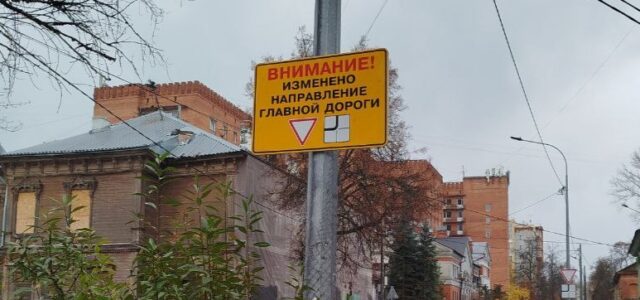 ВНИМАНИЕ!
ИЗМЕНЕНО
НАПРАВЛЕНИЕ
ГЛАВНОЙ ДОРОГИ